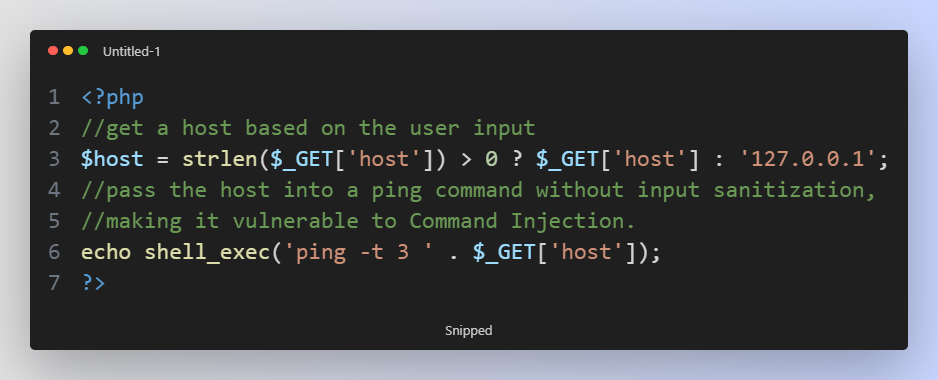 Untitled-1
1 <?php
2 //get a host based on the user input
3 $host = strlen($_GET['host']) > 0 ? $_GET['host'] : '127.0.0.1';
4 //pass the host into a ping command without input sanitization,
5 //making it vulnerable to Command Injection.
6 echo shell_exec('ping -t 3 ' . $_GET['host']);
7 ?>
Snipped